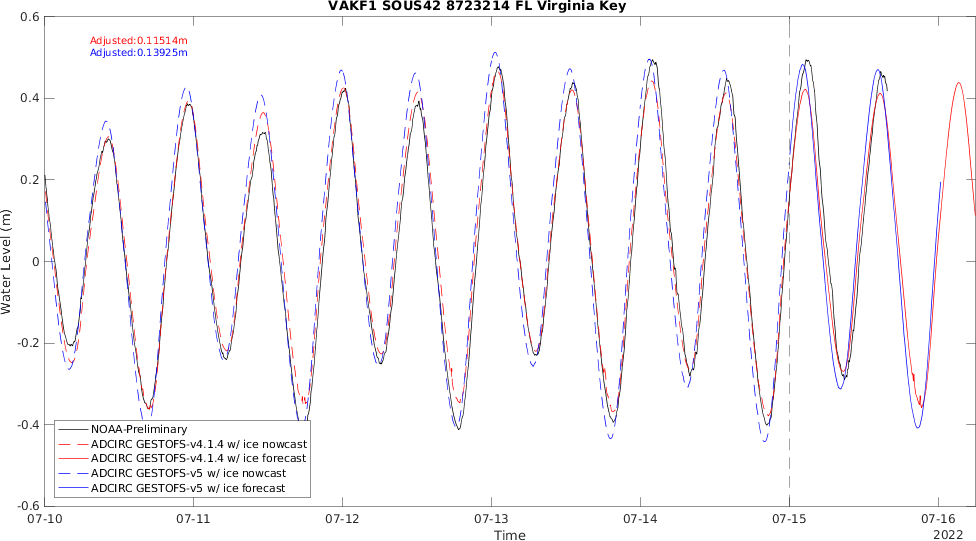 VAKF1 SOUS42 8723214 FL Virginia Key
Adjusted:0.11514m
Adjusted:0.13925m
0.6
0.4
0.2
0
-0.2
-0.4
-0.6
Water Level (m)
NOAA-Preliminary
ADCIRC GESTOFS-v4.1.4 w/ ice nowcast
ADCIRC GESTOFS-v4.1.4 w/ ice forecast
ADCIRC GESTOFS-v5 w/ ice nowcast
ADCIRC GESTOFS-v5 w/ ice forecast
07-10 07-11 07-12 07-13 07-14 07-15 07-16
Time
2022